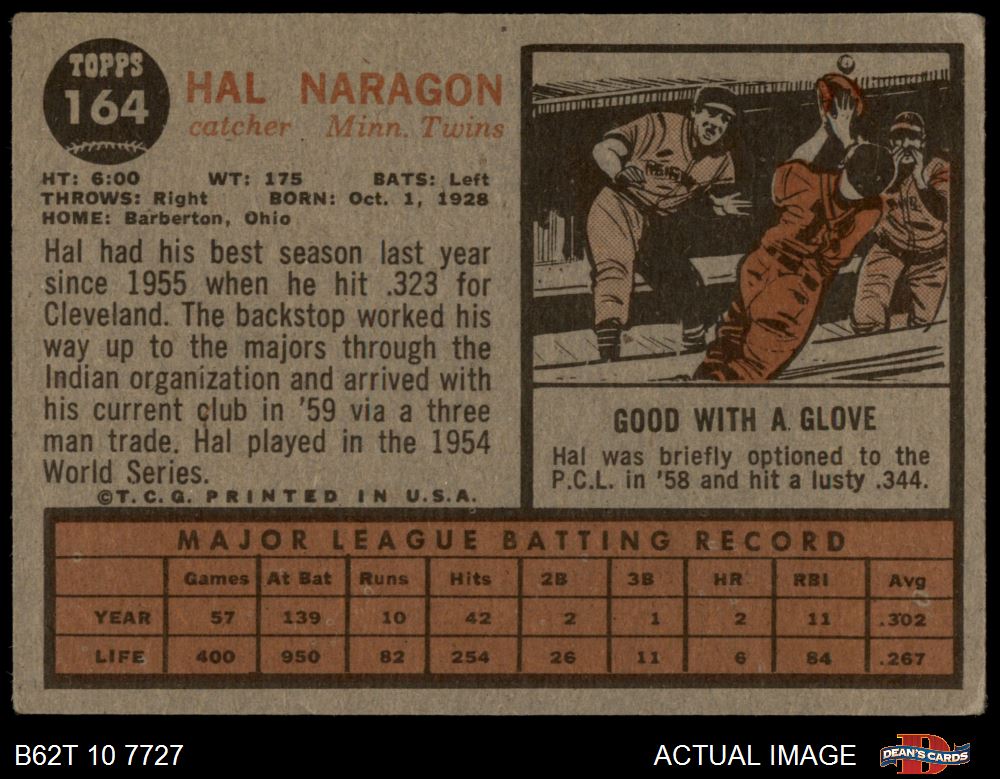 TOPPS
164
HAL NARAGON
catcher Minn. Twins
HT: 6:00 WT: 175 BATS: Left
THROWS: Right BORN: Oct. 1, 1928
HOME: Barberton, Ohio
Hal had his best season last year
since 1955 when he hit .323 for
Cleveland. The backstop worked his
way up to the majors through the
Indian organization and arrived with
his current club in '59 via a three
man trade. Hal played in the 1954
World Series.
©T.C.G. PRINTED IN U.S.A.
GOOD WITH A GLOVE
Hal was briefly optioned to the
P.C.L. in '58 and hit a lusty .344.
MAJOR LEAGUE BATTING RECORD
Games At Bat Runs Hits 2B 3B HR RBI Avg
YEAR 57 139 10 42 2 1 2 11 .302
LIFE 400 950 82 254 26 11 6 84 .267
B62T 10 7727
ACTUAL IMAGE
DEAN'S CARDS